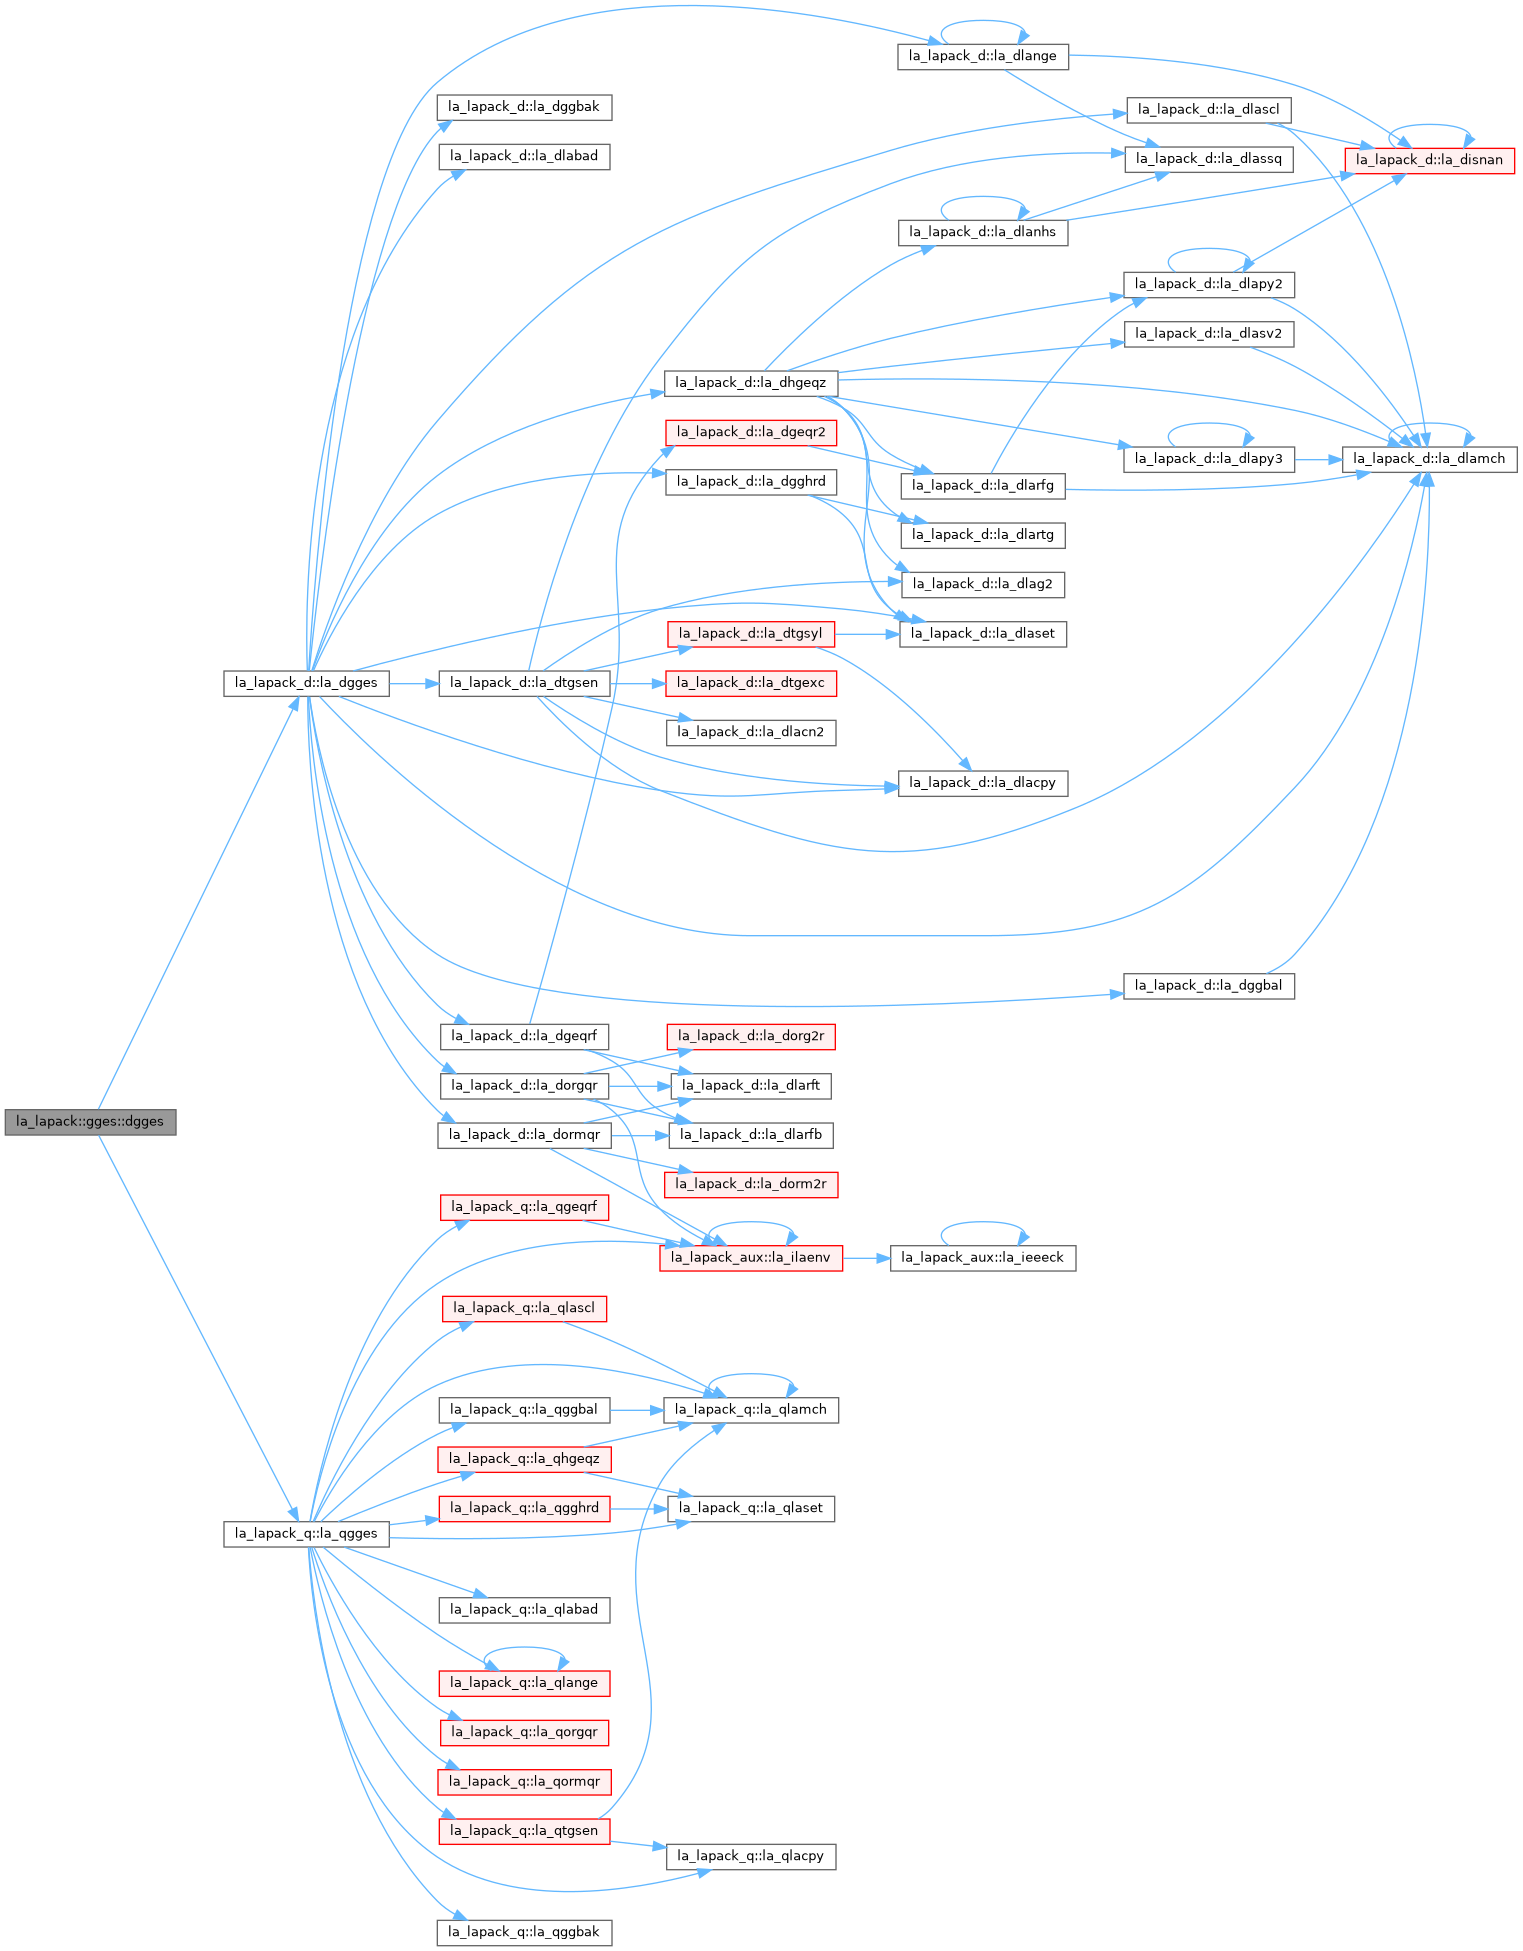 la_lapack_d::la_dlange
la_lapack_d::la_dggbak
la_lapack_d::la_dlascl
la_lapack_d::la_dlabad
la_lapack_d::la_dlassq
la_lapack_d::la_disnan
la_lapack_d::la_dlanhs
la_lapack_d::la_dlapy2
la_lapack_d::la_dlasv2
la_lapack_d::la_dhgeqz
la_lapack_d::la_dgeqr2
la_lapack_d::la_dlapy3
la_lapack_d::la_dlamch
la_lapack_d::la_dgghrd
la_lapack_d::la_dlarfg
la_lapack_d::la_dlartg
la_lapack_d::la_dlag2
la_lapack_d::la_dtgsyl
la_lapack_d::la_dlaset
la_lapack_d::la_dgges
la_lapack_d::la_dtgsen
la_lapack_d::la_dtgexc
la_lapack_d::la_dlacn2
la_lapack_d::la_dlacpy
la_lapack_d::la_dggbal
la_lapack_d::la_dgeqrf
la_lapack_d::la_dorg2r
la_lapack_d::la_dorgqr
la_lapack_d::la_dlarft
la_lapack::gges::dgges
la_lapack_d::la_dormqr
la_lapack_d::la_dlarfb
la_lapack_d::la_dorm2r
la_lapack_q::la_qgeqrf
la_lapack_aux::la_ilaenv
la_lapack_aux::la_ieeeck
la_lapack_q::la_qlascl
la_lapack_q::la_qggbal
la_lapack_q::la_qlamch
la_lapack_q::la_qhgeqz
la_lapack_q::la_qgghrd
la_lapack_q::la_qlaset
la_lapack_q::la_qgges
la_lapack_q::la_qlabad
la_lapack_q::la_qlange
la_lapack_q::la_qorgqr
la_lapack_q::la_qormqr
la_lapack_q::la_qtgsen
la_lapack_q::la_qlacpy
la_lapack_q::la_qggbak